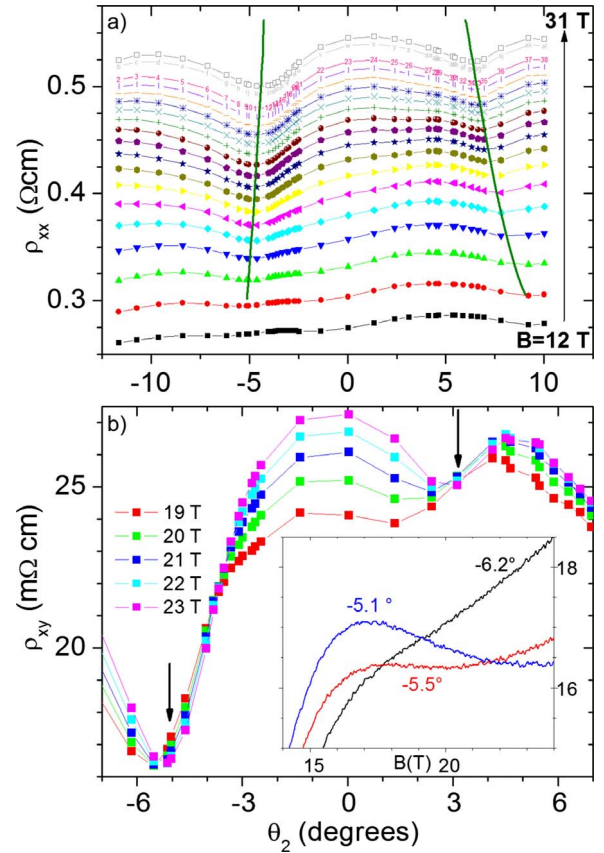 a)
31 T
0.5
0.4
0.3
ρxx (Ωcm)
B=12 T
-10 -5 0 5 10
b)
25
20
ρxy (mΩ cm)
19 T
20 T
21 T
22 T
23 T
-6.2°
-5.1 °
-5.5°
18
16
15 B(T) 20
-6 -3 0 3 6
θ2 (degrees)